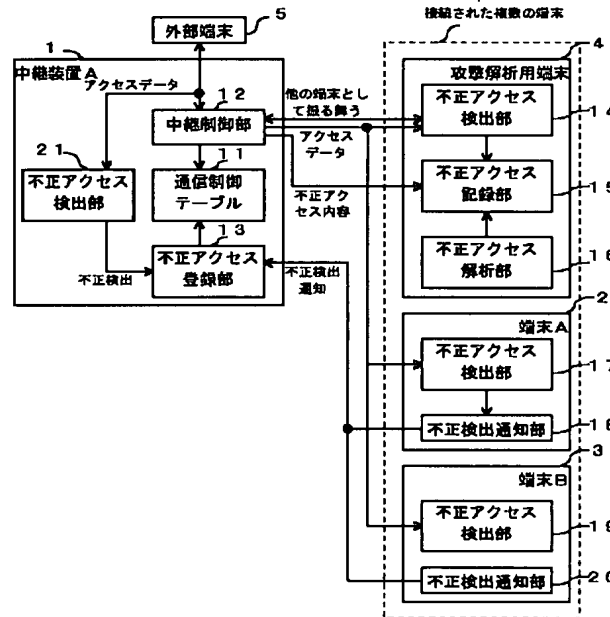 接続された複数の端末
外部端末
5
1
中継装置A
アクセスデータ
12
中継制御部
他の端末とし
て振る舞う
アクセス
データ
21
不正アクセス
検出部
11
通信制御
テーブル
不正アク
セス内容
13
不正アクセス
登録部
不正検出
不正検出
通知
4
攻撃解析用端末
不正アクセス
検出部
14
不正アクセス
記録部
15
不正アクセス
解析部
16
2
端末A
不正アクセス
検出部
17
不正検出通知部
18
3
端末B
不正アクセス
検出部
19
不正検出通知部
20